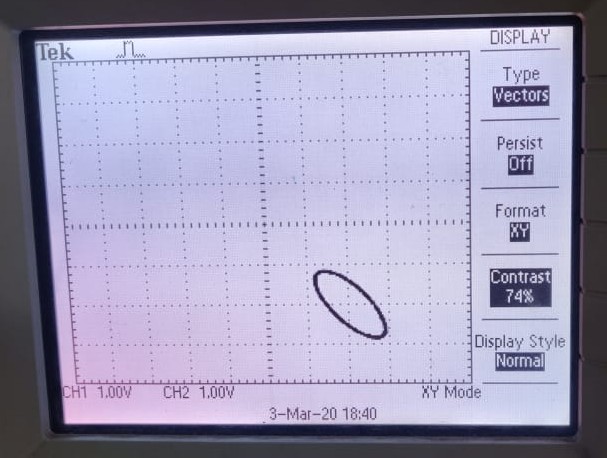 Tek
DISPLAY
Type
Vectors
Persist
Off
Format
XY
Contrast
74%
Display Style
Normal
CH1 1.00V CH2 1.00V XY Mode
3-Mar-20 18:40